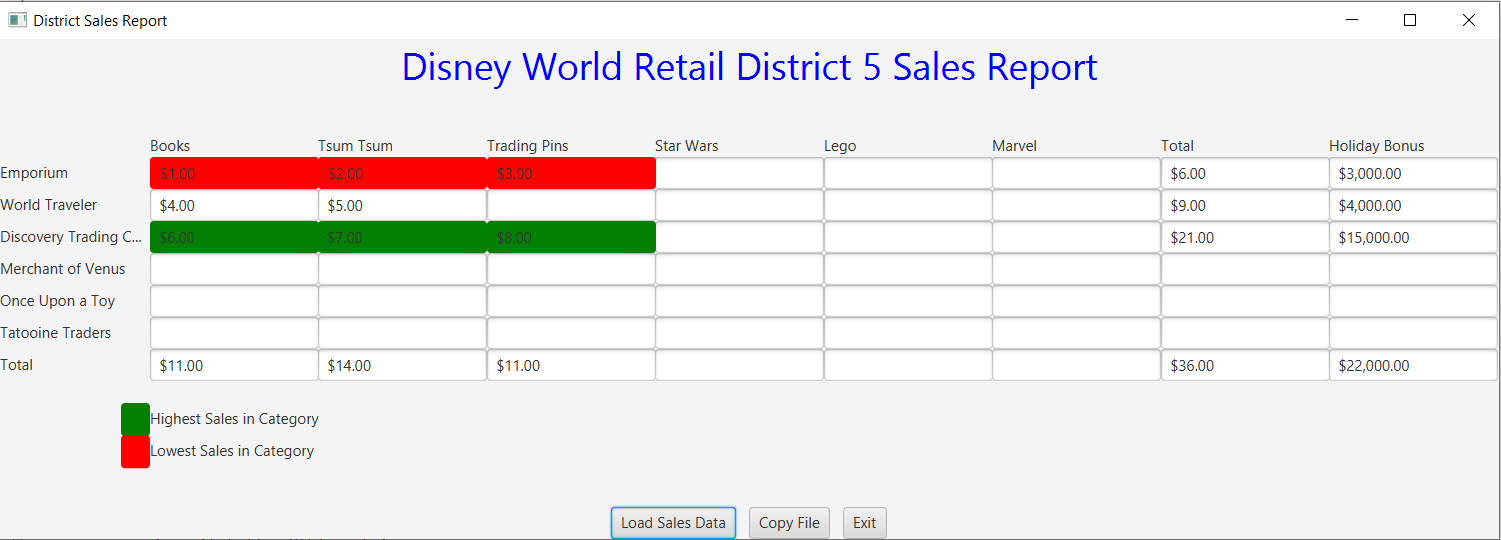 District Sales Report
Disney World Retail District 5 Sales Report
Books Tsum Tsum Trading Pins Star Wars Lego Marvel Total Holiday Bonus
Emporium $1.00 $2.00 $3.00 $6.00 $3,000.00
World Traveler $4.00 $5.00 $9.00 $4,000.00
Discovery Trading C... $6.00 $7.00 $8.00 $21.00 $15,000.00
Merchant of Venus
Once Upon a Toy
Tatooine Traders
Total $11.00 $14.00 $11.00 $36.00 $22,000.00
Highest Sales in Category
Lowest Sales in Category
Load Sales Data Copy File Exit